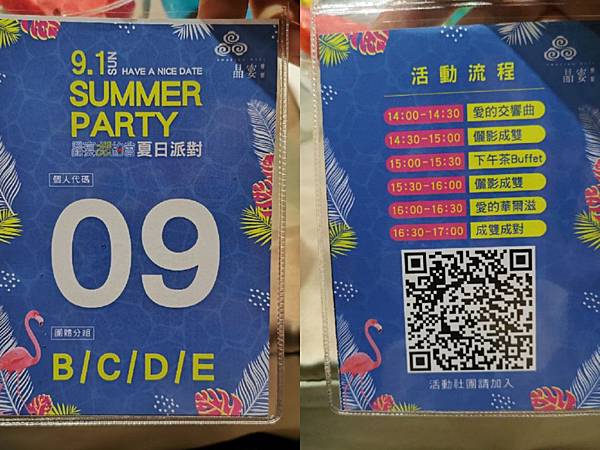 9.1 SUN HAVE A NICE DATE
SUMMER
PARTY
夏日派對
晶宴
個人代碼
09
團體分組
B/C/D/E
晶宴
活動流程
14:00-14:30 愛的交響曲
14:30-15:00 儷影成雙
15:00-15:30 下午茶Buffet
15:30-16:00 儷影成雙
16:00-16:30 愛的華爾滋
16:30-17:00 成雙成對
活動社團請加入